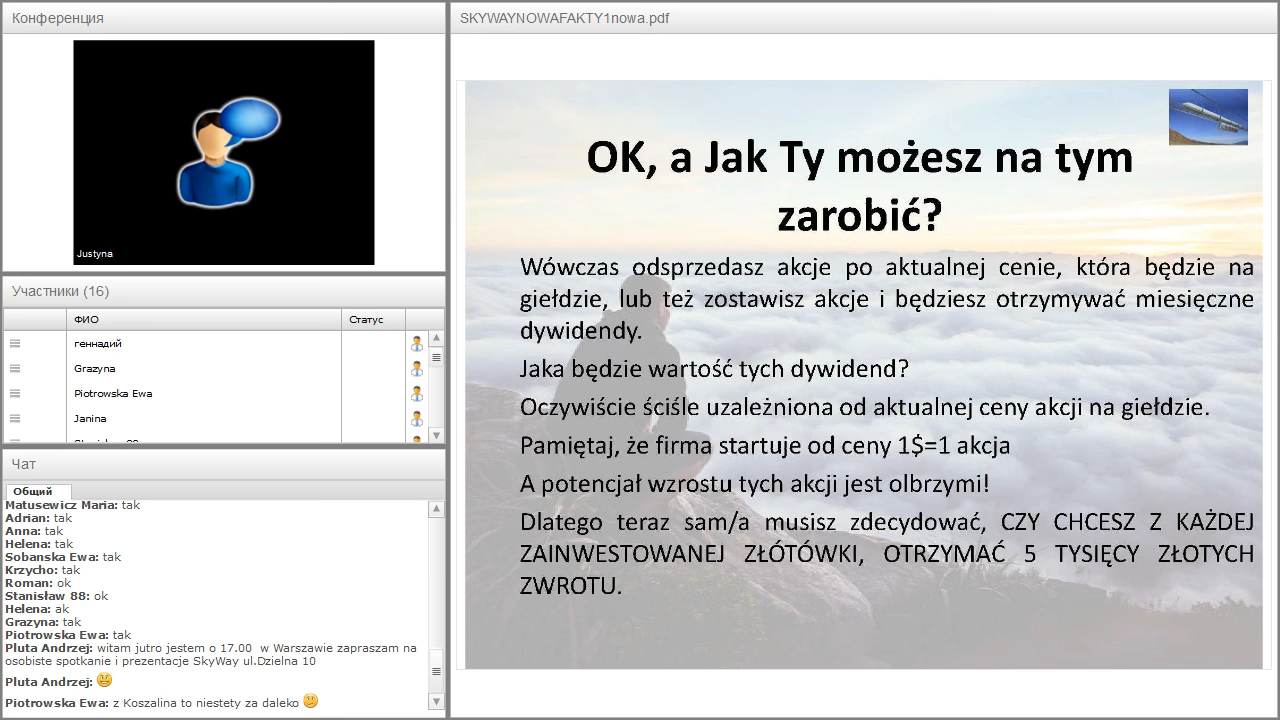 Конференция
Justyna
Участники (16)
ФИО
Статус
геннадий
Grazyna
Piotrowska Ewa
Janina
Чат
Общий
Matusewicz Maria: tak
Adrian: tak
Anna: tak
Helena: tak
Sobanska Ewa: tak
Krzycho: tak
Roman: ok
Stanisław 88: ok
Helena: ak
Grazyna: tak
Piotrowska Ewa: tak
Pluta Andrzej: witam jutro jestem o 17.00 w Warszawie zapraszam na
osobiste spotkanie i prezentacje SkyWay ul.Dzielna 10
Pluta Andrzej:
Piotrowska Ewa: z Koszalina to niestety za daleko
SKYWAYNOWAFAKTY1nowa.pdf
OK, a Jak Ty możesz na tym
zarobić?
Wówczas odsprzedasz akcje po aktualnej cenie, która będzie na
giełdzie, lub też zostawisz akcje i będziesz otrzymywać miesięczne
dywidendy.
Jaka będzie wartość tych dywidend?
Oczywiście ściśle uzależniona od aktualnej ceny akcji na giełdzie.
Pamiętaj, że firma startuje od ceny 1$=1 akcja
A potencjał wzrostu tych akcji jest olbrzymi!
Dlatego teraz sam/a musisz zdecydować, CZY CHCESZ Z KAŻDEJ
ZAINWESTOWANEJ ZŁÓTÓWKI, OTRZYMAĆ 5 TYSIĘCY ZŁOTYCH
ZWROTU.